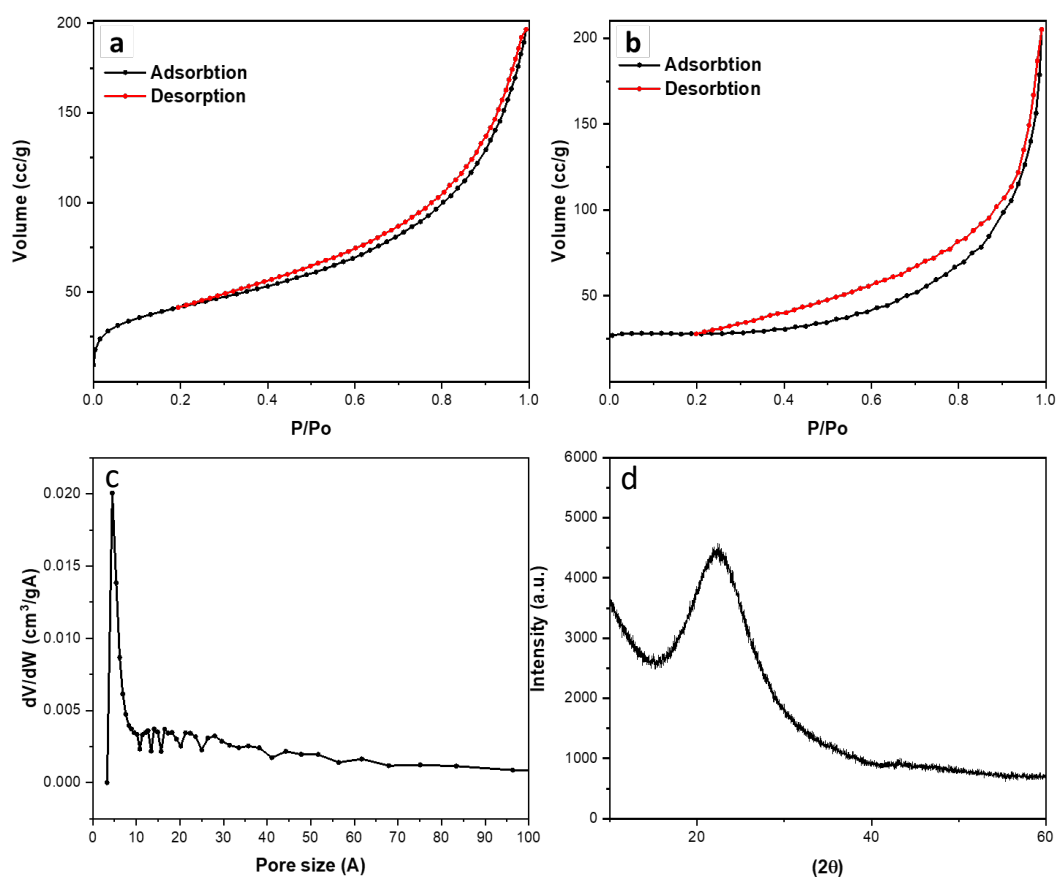 a
Adsorbtion
Desorption
200
150
100
50
0.0 0.2 0.4 0.6 0.8 1.0
P/Po
Volume (cc/g)
b
Adsorbtion
Desorbtion
200
150
100
50
0.0 0.2 0.4 0.6 0.8 1.0
P/Po
Volume (cc/g)
c
0.020
0.015
0.010
0.005
0.000
0 10 20 30 40 50 60 70 80 90 100
Pore size (A)
dV/dW (cm³/gA)
d
6000
5000
4000
3000
2000
1000
0
20 40 60
(2θ)
Intensity (a.u.)